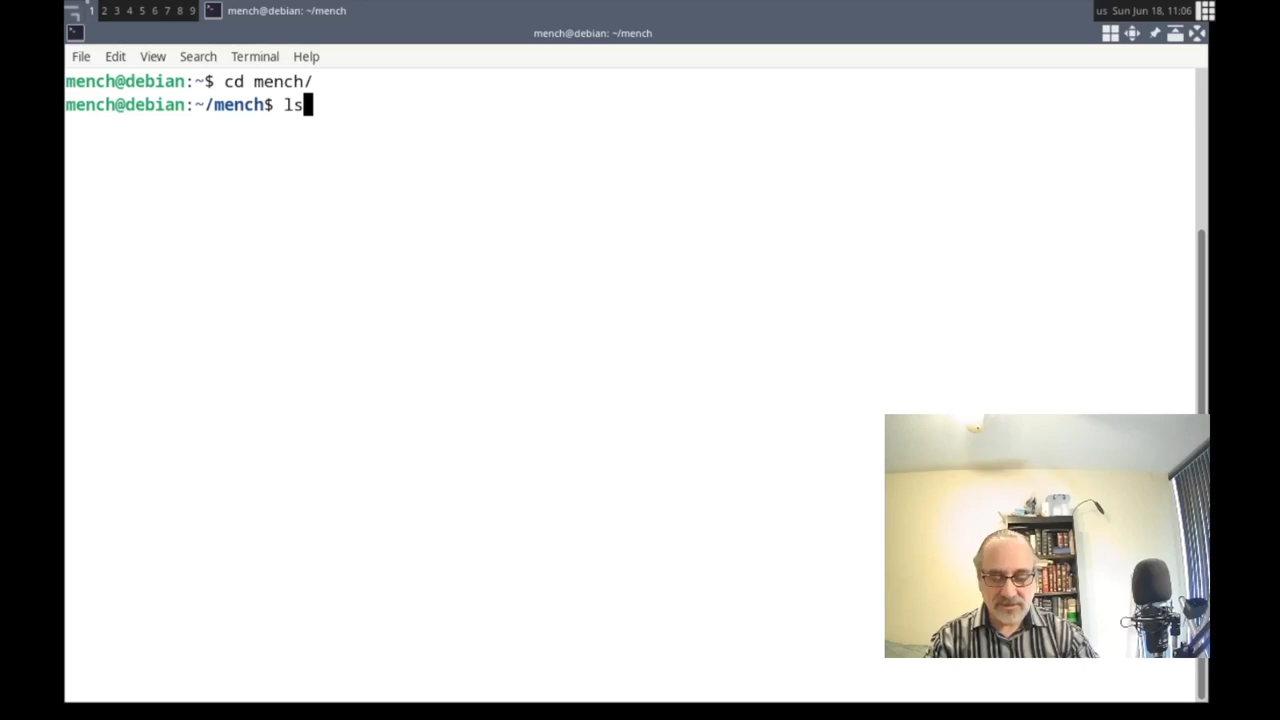 1 2 3 4 5 6 7 8 9 mench@debian: ~/mench us Sun Jun 18, 11:06
mench@debian: ~/mench
File Edit View Search Terminal Help
mench@debian:~$ cd mench/
mench@debian:~/mench$ ls